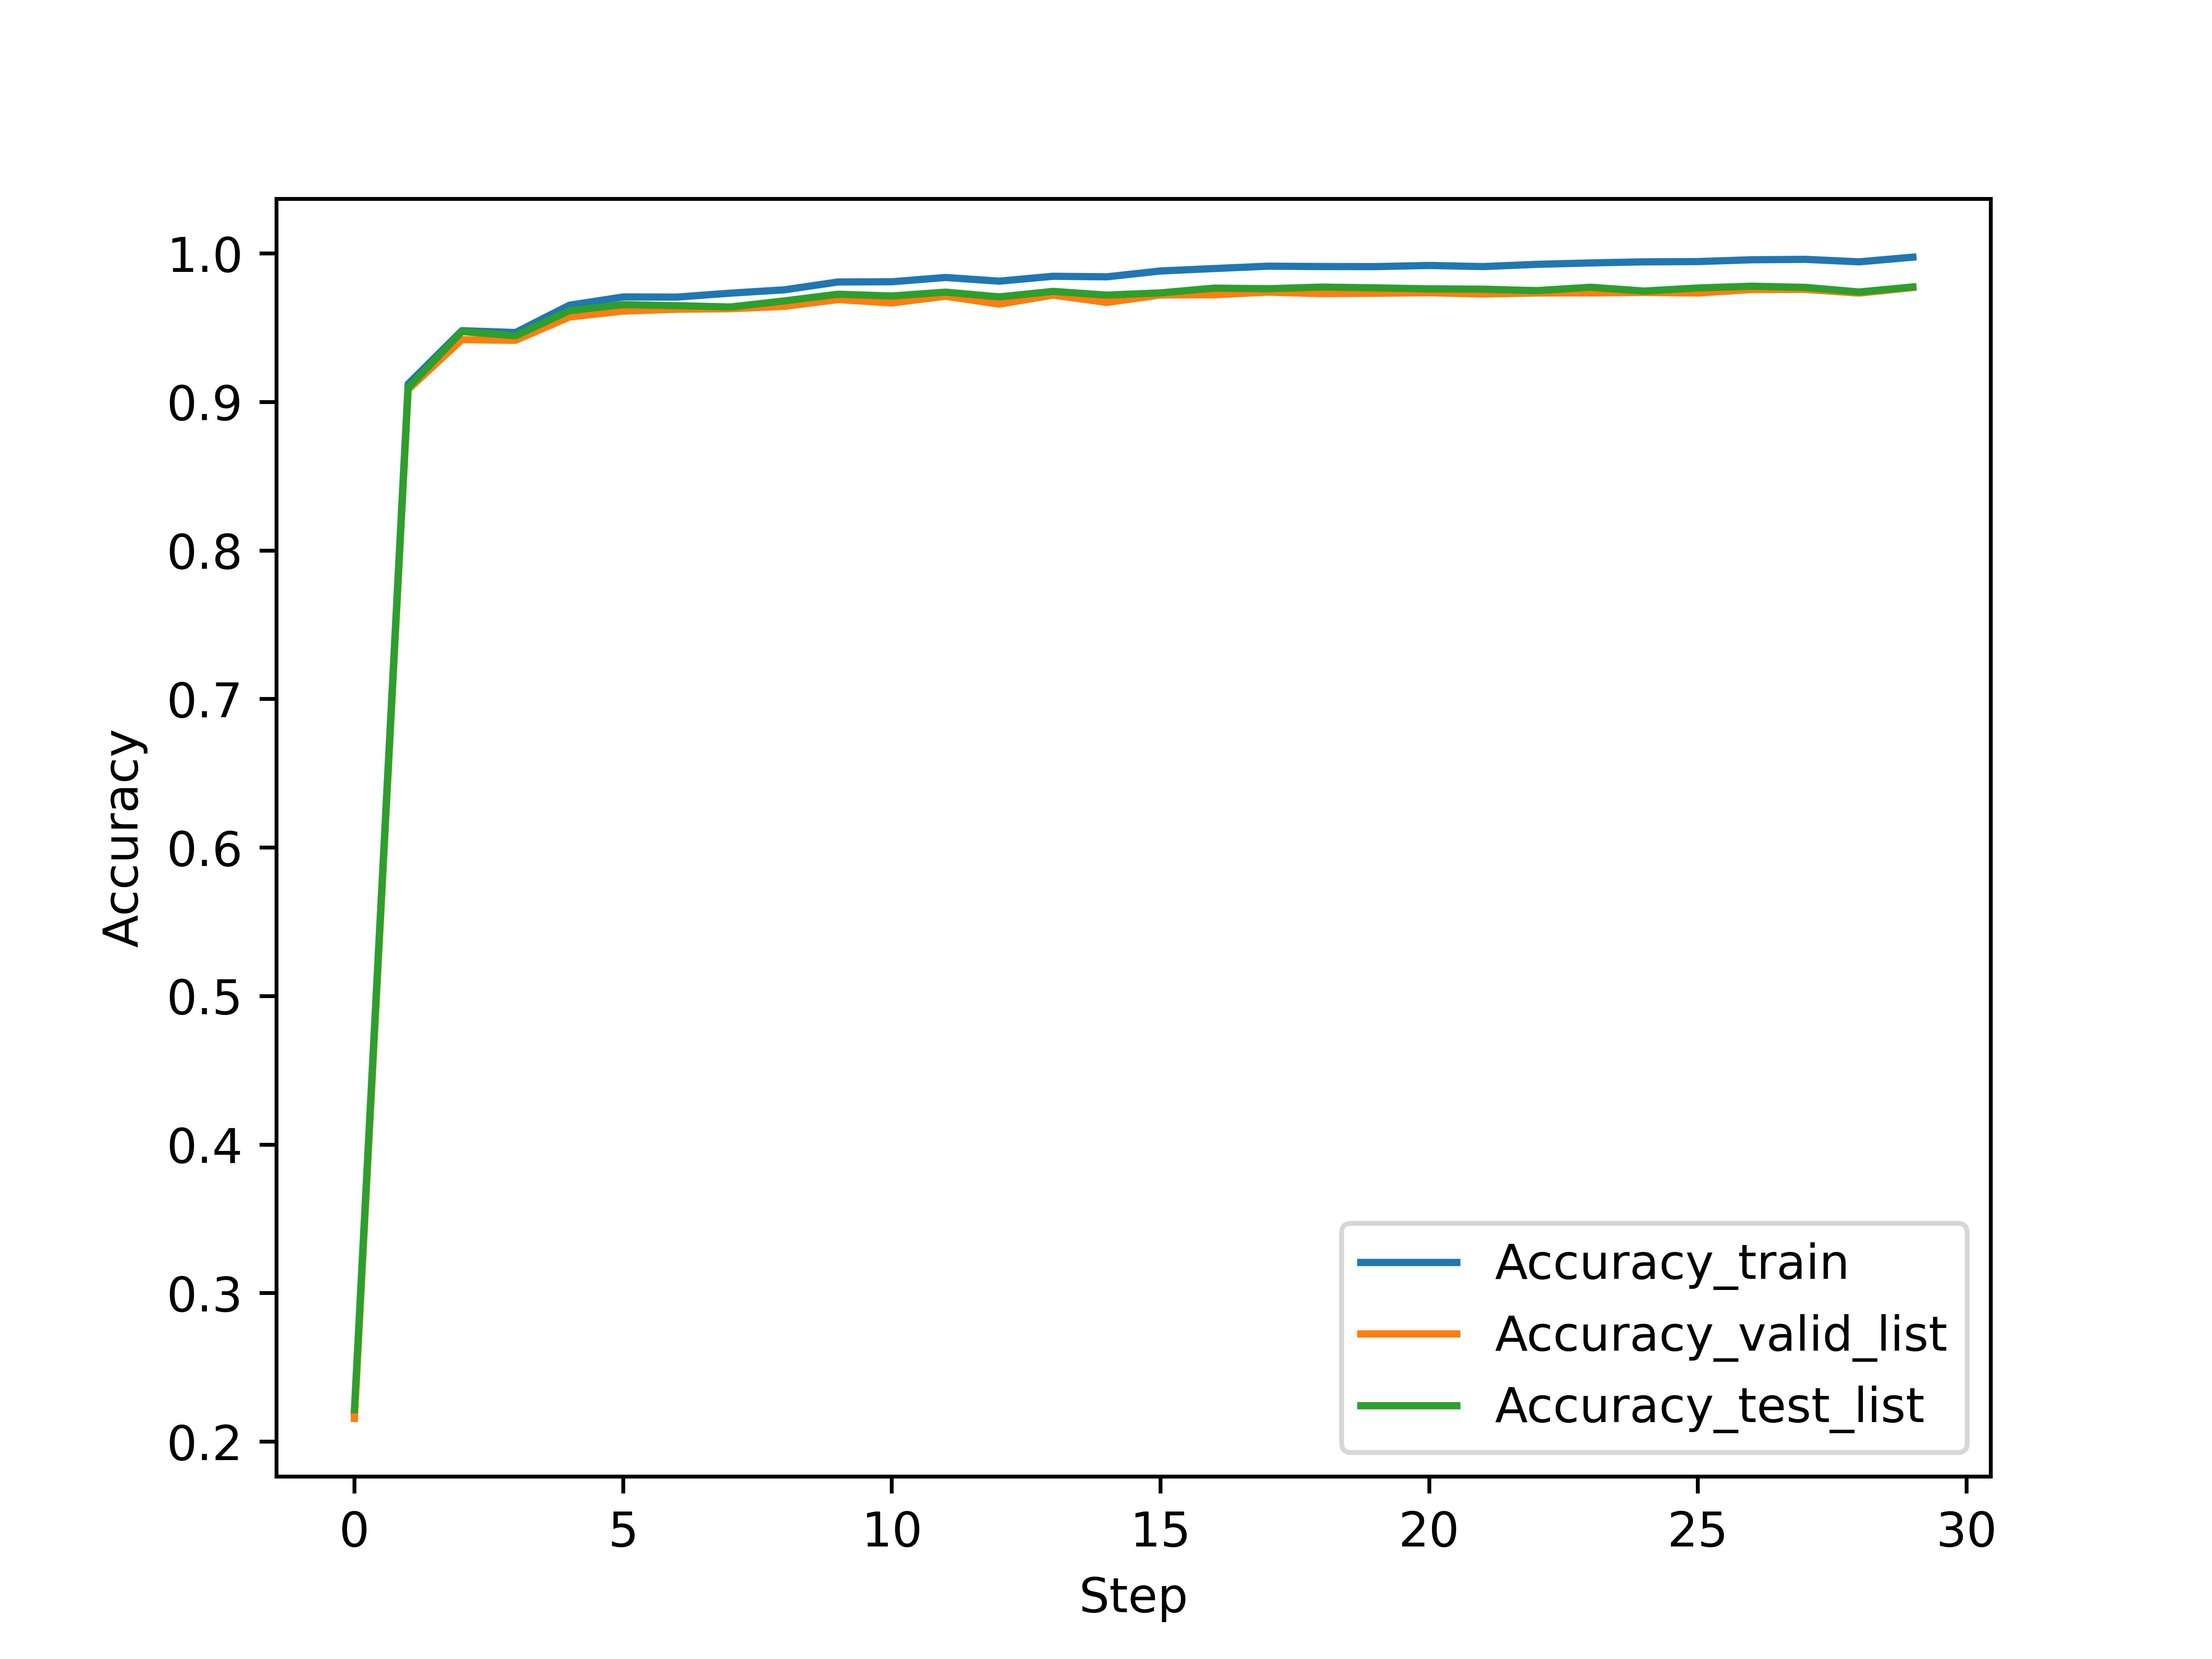 1.0
0.9
0.8
0.7
0.6
0.5
0.4
0.3
0.2
Accuracy
Accuracy_train
Accuracy_valid_list
Accuracy_test_list
0 5 10 15 20 25 30
Step